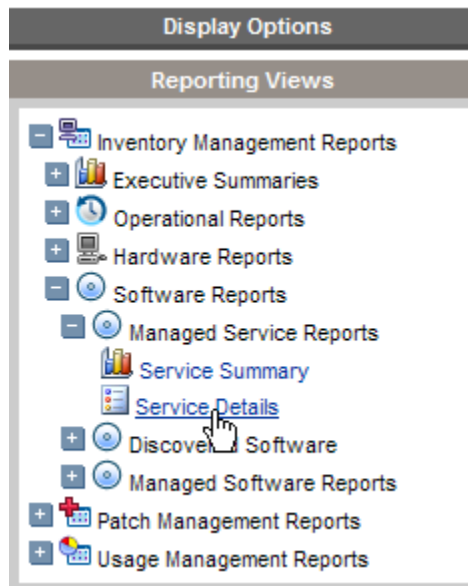 Display Options
Reporting Views
Inventory Management Reports
Executive Summaries
Operational Reports
Hardware Reports
Software Reports
Managed Service Reports
Service Summary
Service Details
Discovered Software
Managed Software Reports
Patch Management Reports
Usage Management Reports